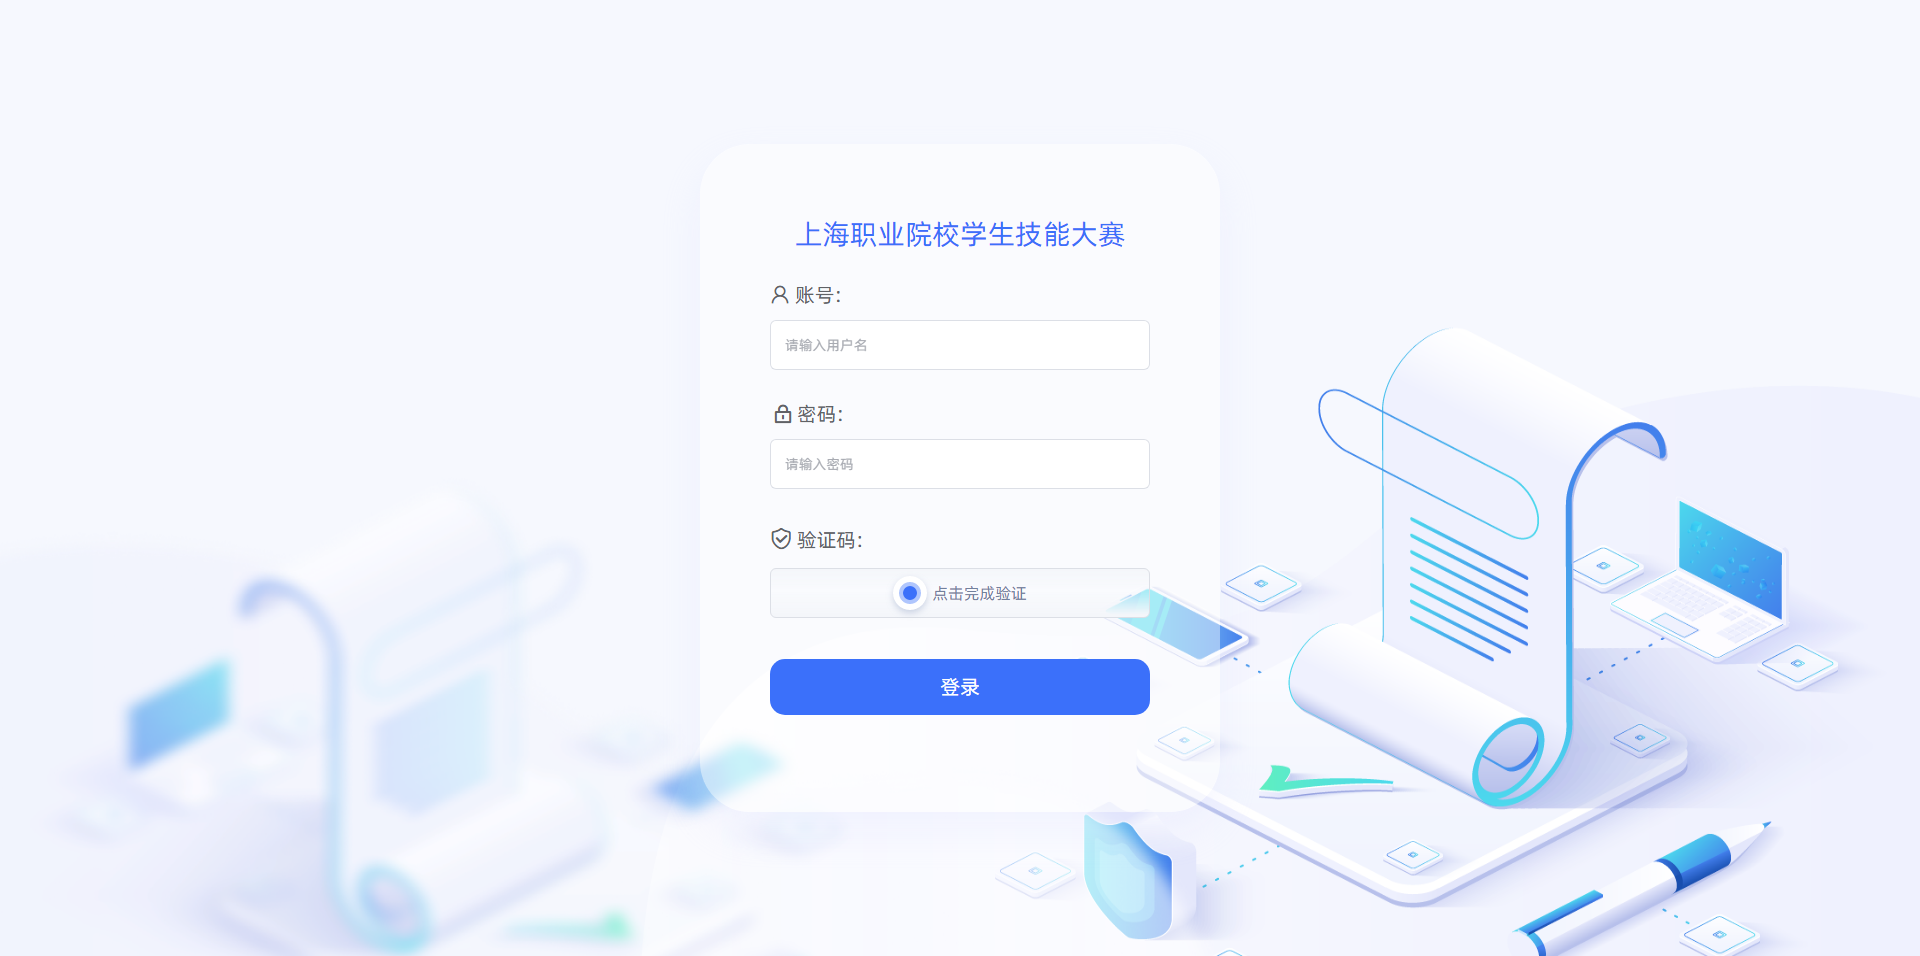 上海职业院校学生技能大赛
账号：
请输入用户名
密码：
请输入密码
验证码：
点击完成验证
登录